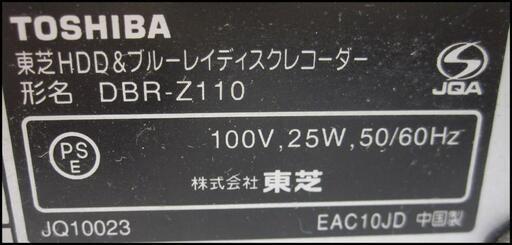 TOSHIBA
東芝HDD&ブルーレイディスクレコーダー
形名 DBR-Z110
JQA
PS
E
100V,25W,50/60Hz
株式会社 東芝
JQ10023
EAC10JD 中国製